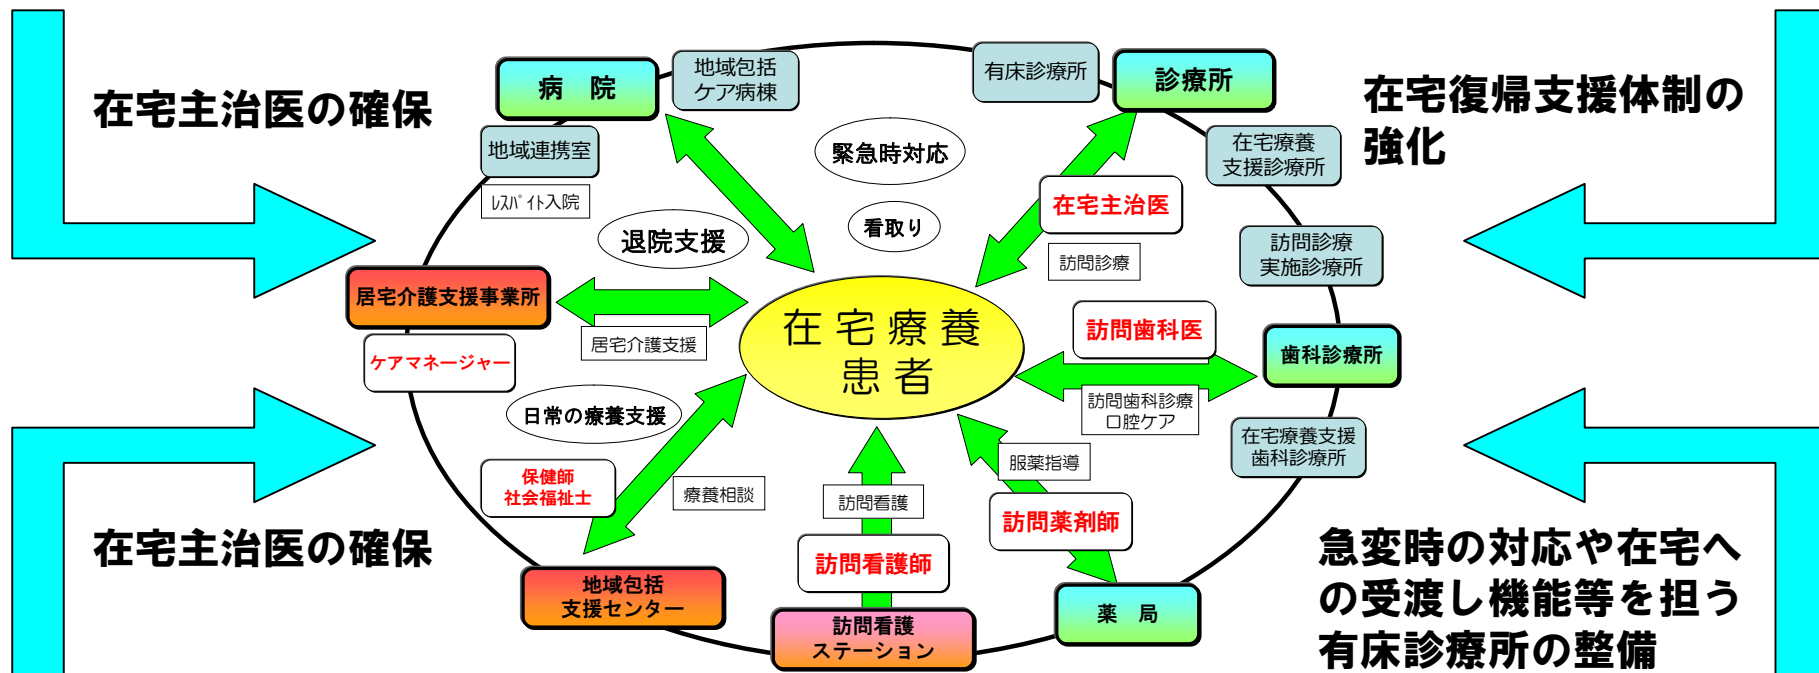 病　院
地域包括
ケア病棟
有床診療所
診療所
在宅主治医の確保
在宅復帰支援体制の
強化
地域連携室
緊急時対応
在宅療養
支援診療所
ﾚｽﾊﾟｲﾄ入院
在宅主治医
退院支援
看取り
訪問診療
訪問診療
実施診療所
居宅介護支援事業所
在宅療養
患者
居宅介護支援
訪問歯科医
歯科診療所
ケアマネージャー
日常の療養支援
訪問歯科診療
口腔ケア
在宅療養支援
歯科診療所
保健師
社会福祉士
療養相談
訪問看護
服薬指導
訪問薬剤師
在宅主治医の確保
訪問看護師
急変時の対応や在宅へ
の受渡し機能等を担う
有床診療所の整備
地域包括
支援センター
訪問看護
ステーション
薬　局